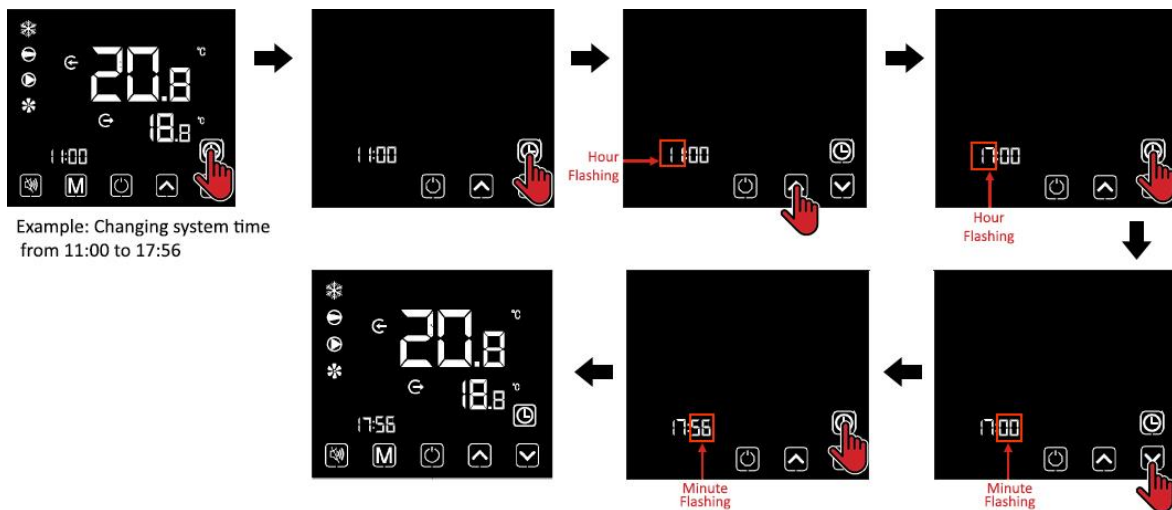 20.8 °C
18.8 °C
11:00
M
Example: Changing system time
from 11:00 to 17:56
11:00
Hour
Flashing
11:00
17:00
Hour
Flashing
17:00
Minute
Flashing
17:56
Minute
Flashing
20.8 °C
18.8 °C
17:56
M